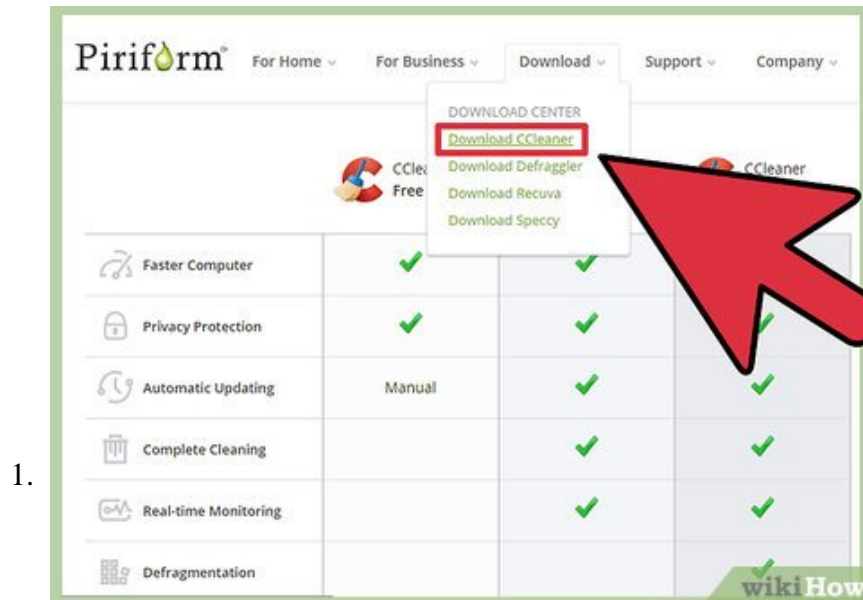 Piriform For Home For Business Download Support Company
DOWNLOAD CENTER
Download CCleaner
Download Defraggler
Download Recuva
Download Speccy
Free
CCleaner
Faster Computer
Privacy Protection
Automatic Updating Manual
Complete Cleaning
1.
Real-time Monitoring
Defragmentation
wikiHow